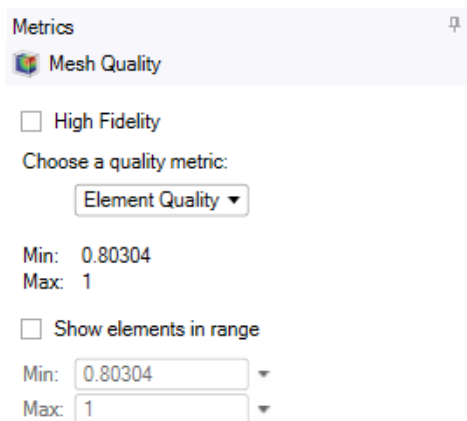 Metrics
Mesh Quality
High Fidelity
Choose a quality metric:
Element Quality
Min: 0.80304
Max: 1
Show elements in range
Min: 0.80304
Max: 1